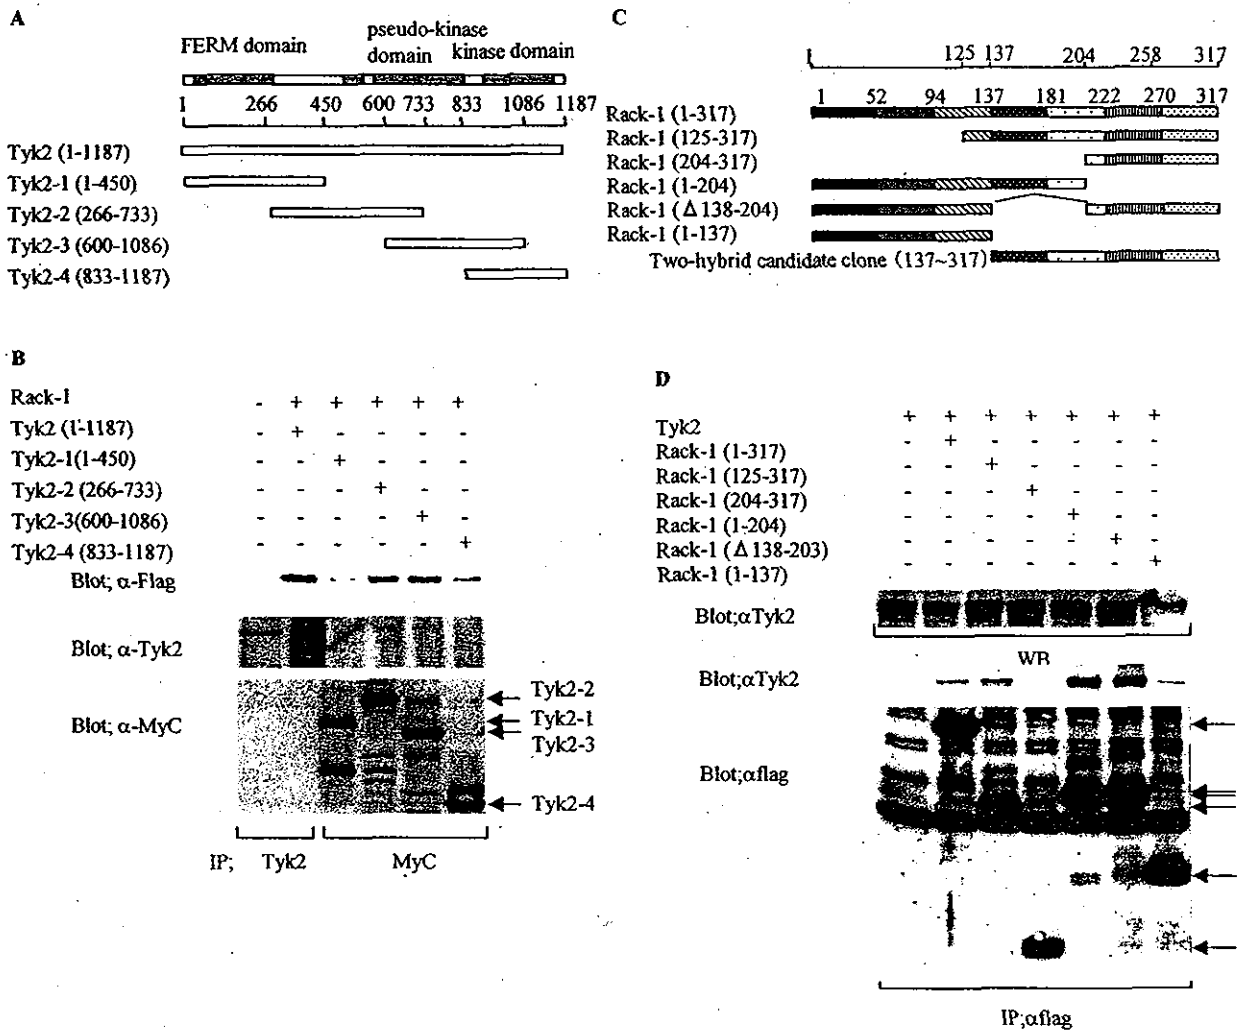 A
FERM domain
pseudo-kinase
domain
kinase domain
1 266 450 600 733 833 1086 1187
Tyk2 (1-1187)
Tyk2-1 (1-450)
Tyk2-2 (266-733)
Tyk2-3 (600-1086)
Tyk2-4 (833-1187)
C
125 137 204 258 317
1 52 94 137 181 222 270 317
Rack-1 (1-317)
Rack-1 (125-317)
Rack-1 (204-317)
Rack-1 (1-204)
Rack-1 (Δ138-204)
Rack-1 (1-137)
Two-hybrid candidate clone (137~317)
B
Rack-1 - + + + + +
Tyk2 (1-1187) - + - - - -
Tyk2-1(1-450) - - + - - -
Tyk2-2 (266-733) - - - + - -
Tyk2-3(600-1086) - - - - + -
Tyk2-4 (833-1187) - - - - - +
Blot; α-Flag
Blot; α-Tyk2
Blot; α-MyC
Tyk2-2
Tyk2-1
Tyk2-3
Tyk2-4
IP; Tyk2 MyC
D
Tyk2 + + + + + + +
Rack-1 (1-317) - + - - - - -
Rack-1 (125-317) - - + - - - -
Rack-1 (204-317) - - - + - - -
Rack-1 (1-204) - - - - + - -
Rack-1 (Δ138-203) - - - - - + -
Rack-1 (1-137) - - - - - - +
Blot;αTyk2
WB
Blot;αTyk2
Blot;αflag
IP;αflag